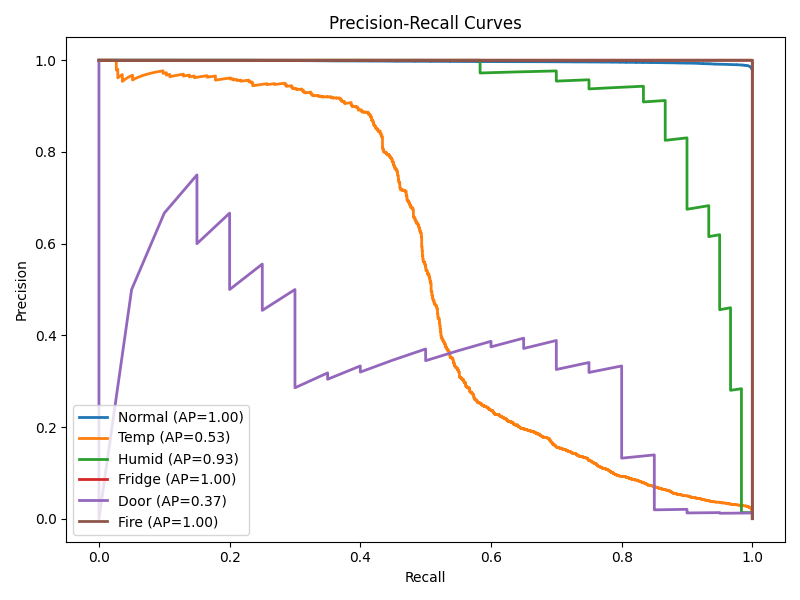 Precision-Recall Curves
1.0
0.8
0.6
0.4
0.2
0.0
Precision
Normal (AP=1.00)
Temp (AP=0.53)
Humid (AP=0.93)
Fridge (AP=1.00)
Door (AP=0.37)
Fire (AP=1.00)
0.0 0.2 0.4 0.6 0.8 1.0
Recall